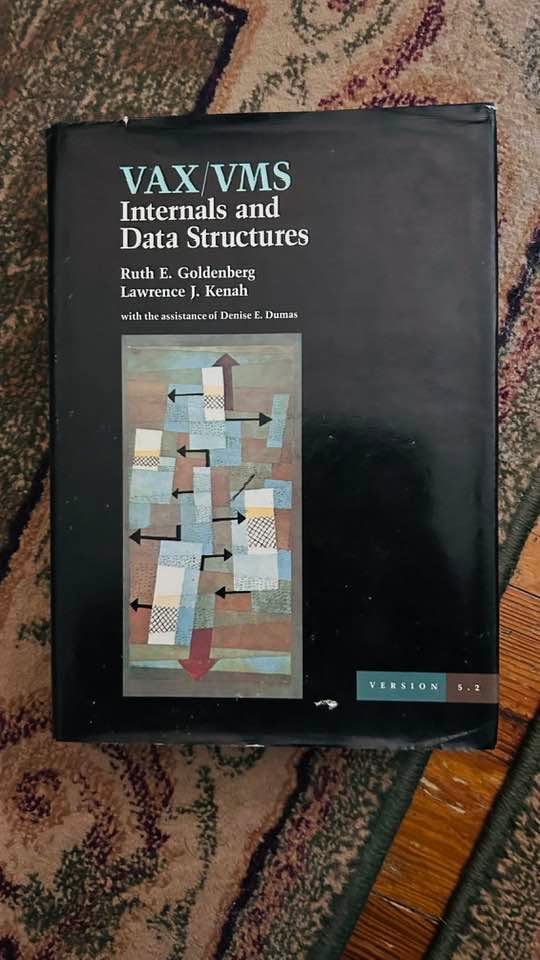 VAX/VMS
Internals and
Data Structures
Ruth E. Goldenberg
Lawrence J. Kenah
with the assistance of Denise E. Dumas
VERSION 5.2